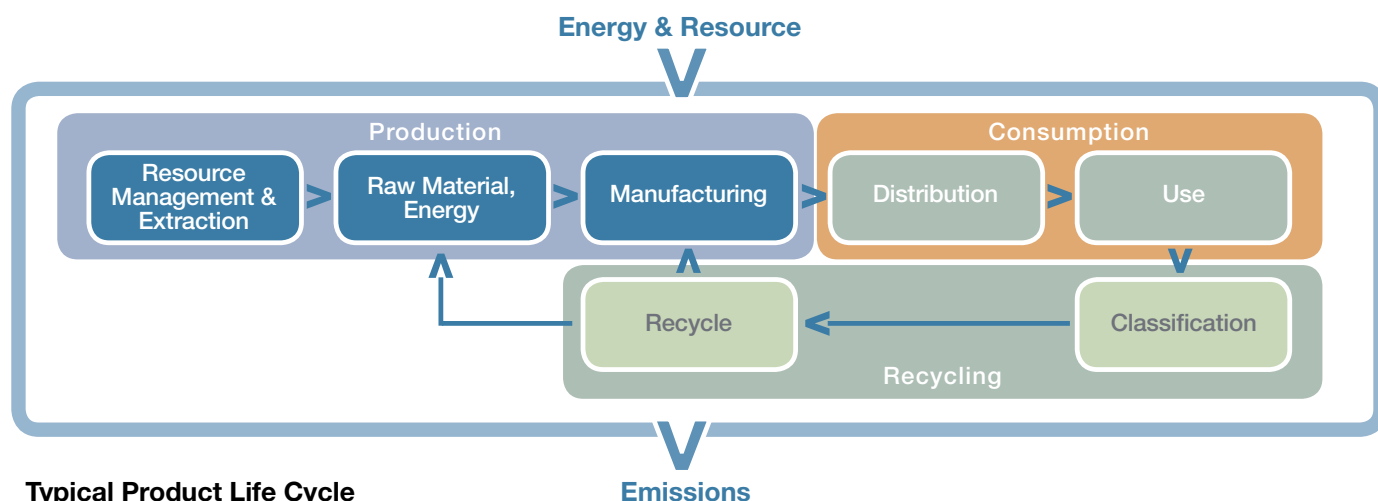 Energy & Resource
Production
Consumption
Resource
Management &
Extraction
Raw Material,
Energy
Manufacturing
Distribution
Use
Recycle
Classification
Recycling
Typical Product Life Cycle
Emissions